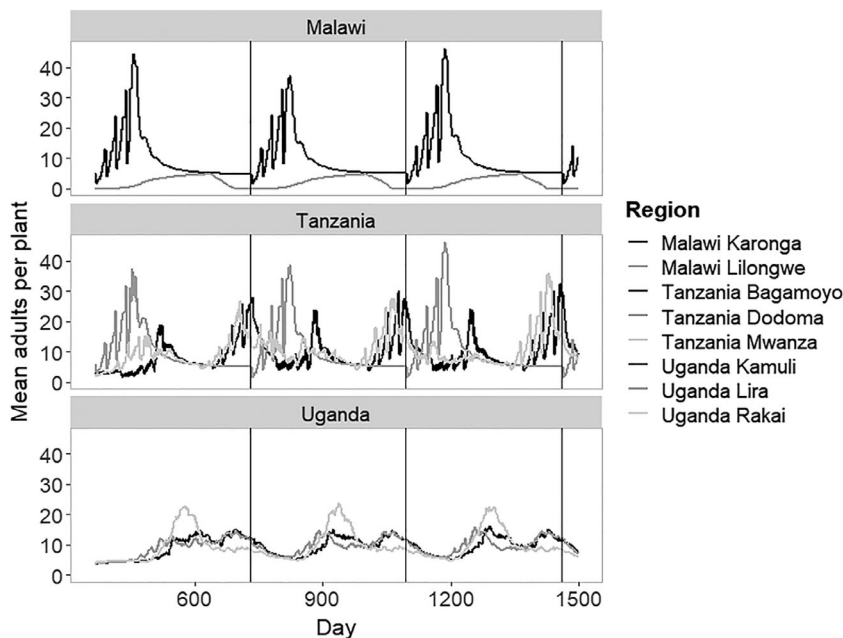 Malawi
40
30
20
10
0
Tanzania
40
30
20
10
0
Uganda
40
30
20
10
0
600
900
1200
1500
Day
Mean adults per plant
Region
Malawi Karonga
Malawi Lilongwe
Tanzania Bagamoyo
Tanzania Dodoma
Tanzania Mwanza
Uganda Kamuli
Uganda Lira
Uganda Rakai